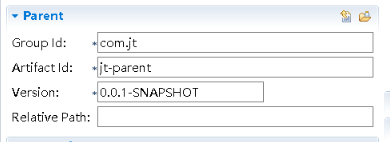 Parent
Group Id: *com.jt
Artifact Id: *jt-parent
Version: *0.0.1-SNAPSHOT
Relative Path: